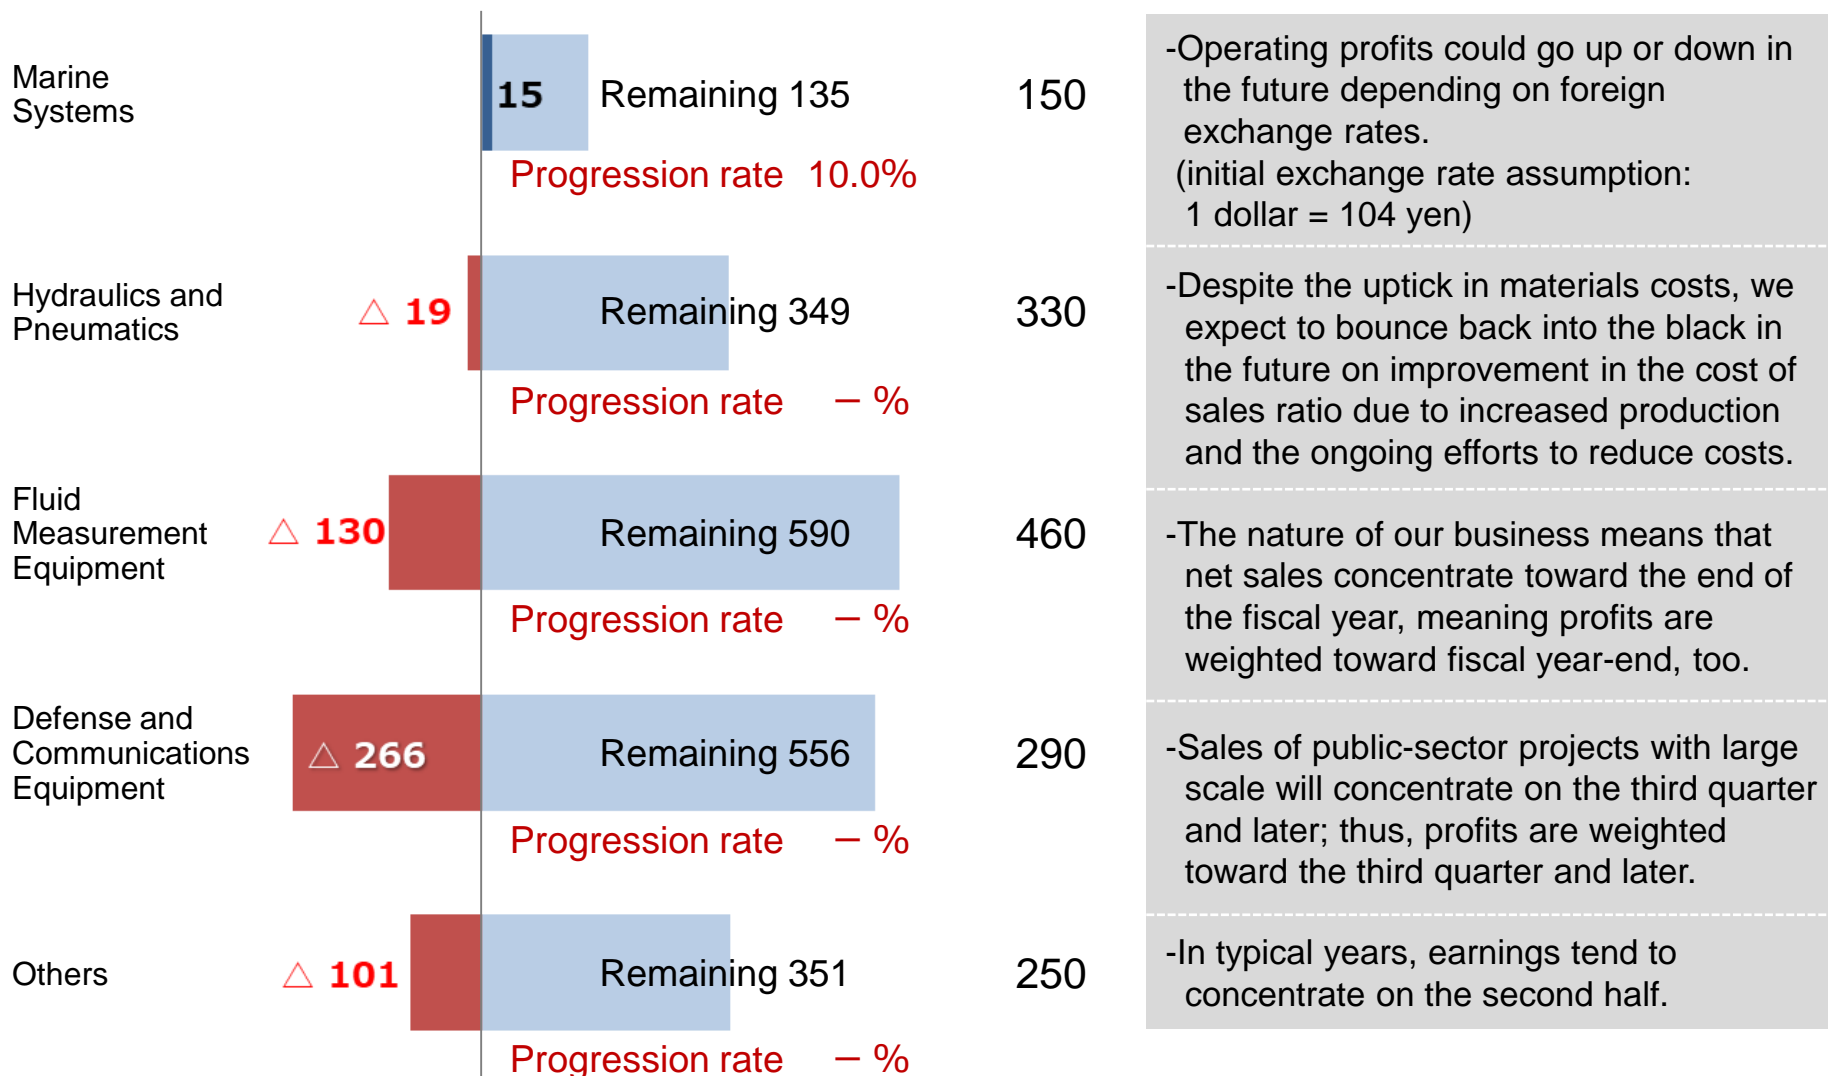 Marine
Systems
15
Remaining 135
150
Progression rate 10.0%
-Operating profits could go up or down in
the future depending on foreign
exchange rates.
(initial exchange rate assumption:
1 dollar = 104 yen)
Hydraulics and
Pneumatics
△ 19
Remaining 349
330
Progression rate – %
-Despite the uptick in materials costs, we
expect to bounce back into the black in
the future on improvement in the cost of
sales ratio due to increased production
and the ongoing efforts to reduce costs.
Fluid
Measurement
Equipment
△ 130
Remaining 590
460
Progression rate – %
-The nature of our business means that
net sales concentrate toward the end of
the fiscal year, meaning profits are
weighted toward fiscal year-end, too.
Defense and
Communications
Equipment
△ 266
Remaining 556
290
Progression rate – %
-Sales of public-sector projects with large
scale will concentrate on the third quarter
and later; thus, profits are weighted
toward the third quarter and later.
Others
△ 101
Remaining 351
250
Progression rate – %
-In typical years, earnings tend to
concentrate on the second half.